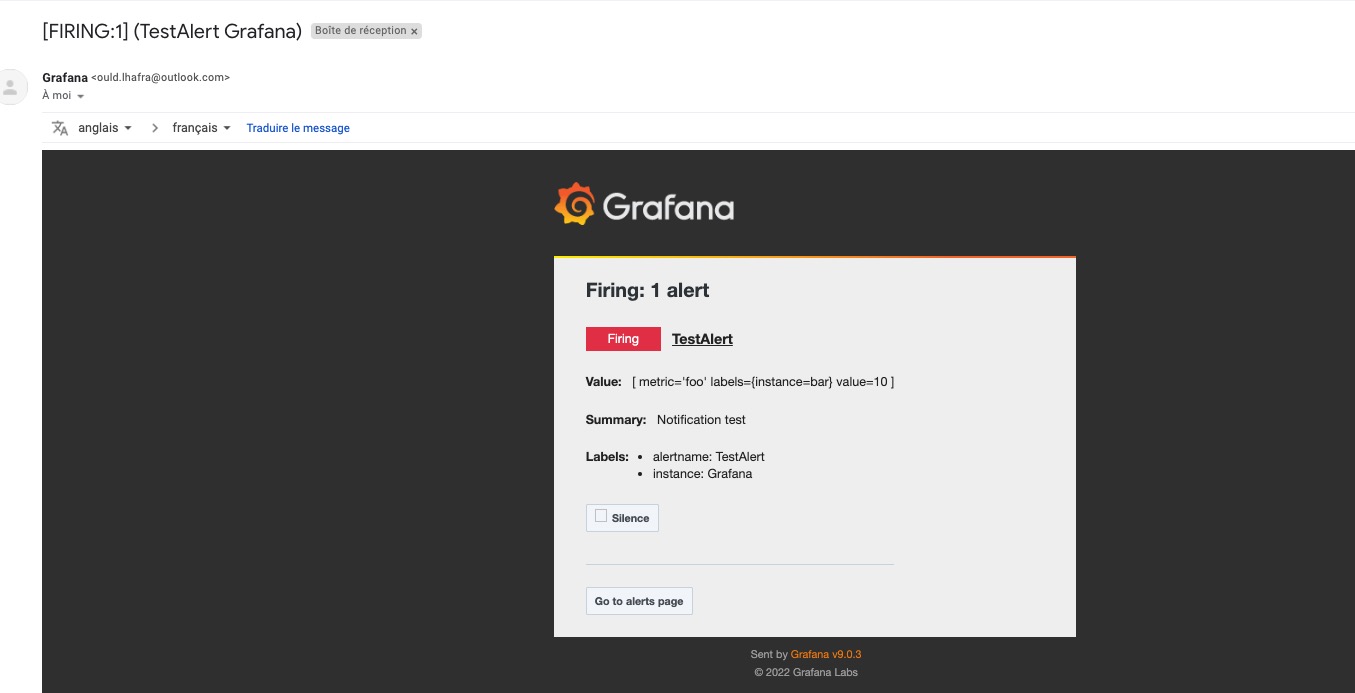 [FIRING:1] (TestAlert Grafana) Boîte de réception ×
Grafana <ould.lhafra@outlook.com>
À moi
anglais > français Traduire le message
Grafana
Firing: 1 alert
Firing TestAlert
Value: [ metric='foo' labels={instance=bar} value=10 ]
Summary: Notification test
Labels: • alertname: TestAlert
• instance: Grafana
Silence
Go to alerts page
Sent by Grafana v9.0.3
© 2022 Grafana Labs